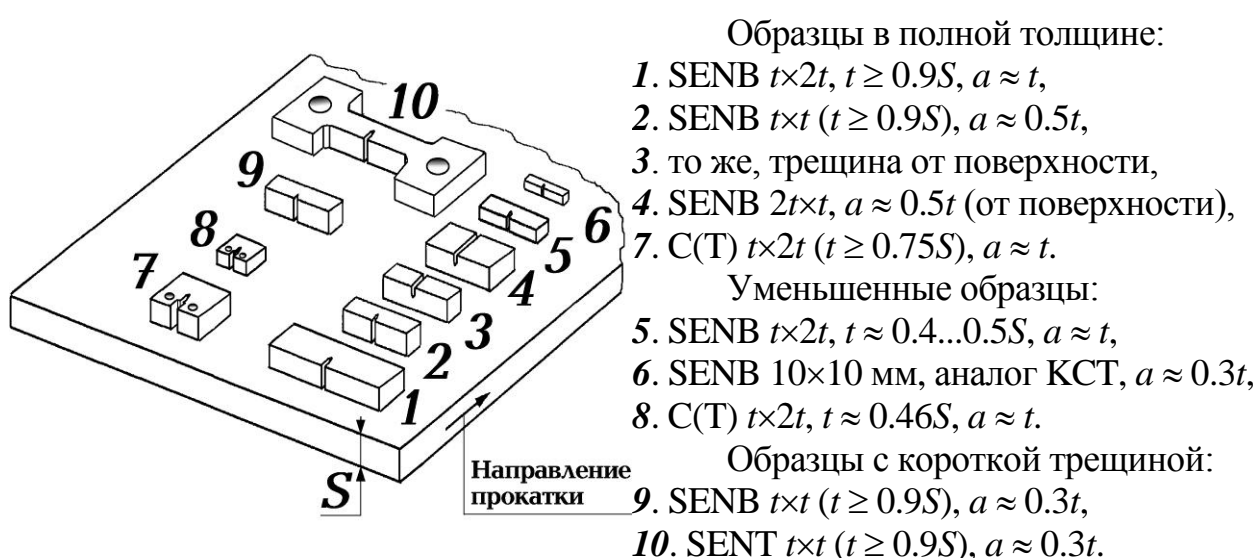 Образцы в полной толщине:
1. SENB t×2t, t ≥ 0.9S, a ≈ t,
2. SENB t×t (t ≥ 0.9S), a ≈ 0.5t,
3. то же, трещина от поверхности,
4. SENB 2t×t, a ≈ 0.5t (от поверхности),
7. C(T) t×2t (t ≥ 0.75S), a ≈ t.
Уменьшенные образцы:
5. SENB t×2t, t ≈ 0.4...0.5S, a ≈ t,
6. SENB 10×10 мм, аналог KCT, a ≈ 0.3t,
8. C(T) t×2t, t ≈ 0.46S, a ≈ t.
Образцы с короткой трещиной:
9. SENB t×t (t ≥ 0.9S), a ≈ 0.3t,
10. SENT t×t (t ≥ 0.9S), a ≈ 0.3t.
10
9
8
7
6
5
4
3
2
1
S
Направление
прокатки